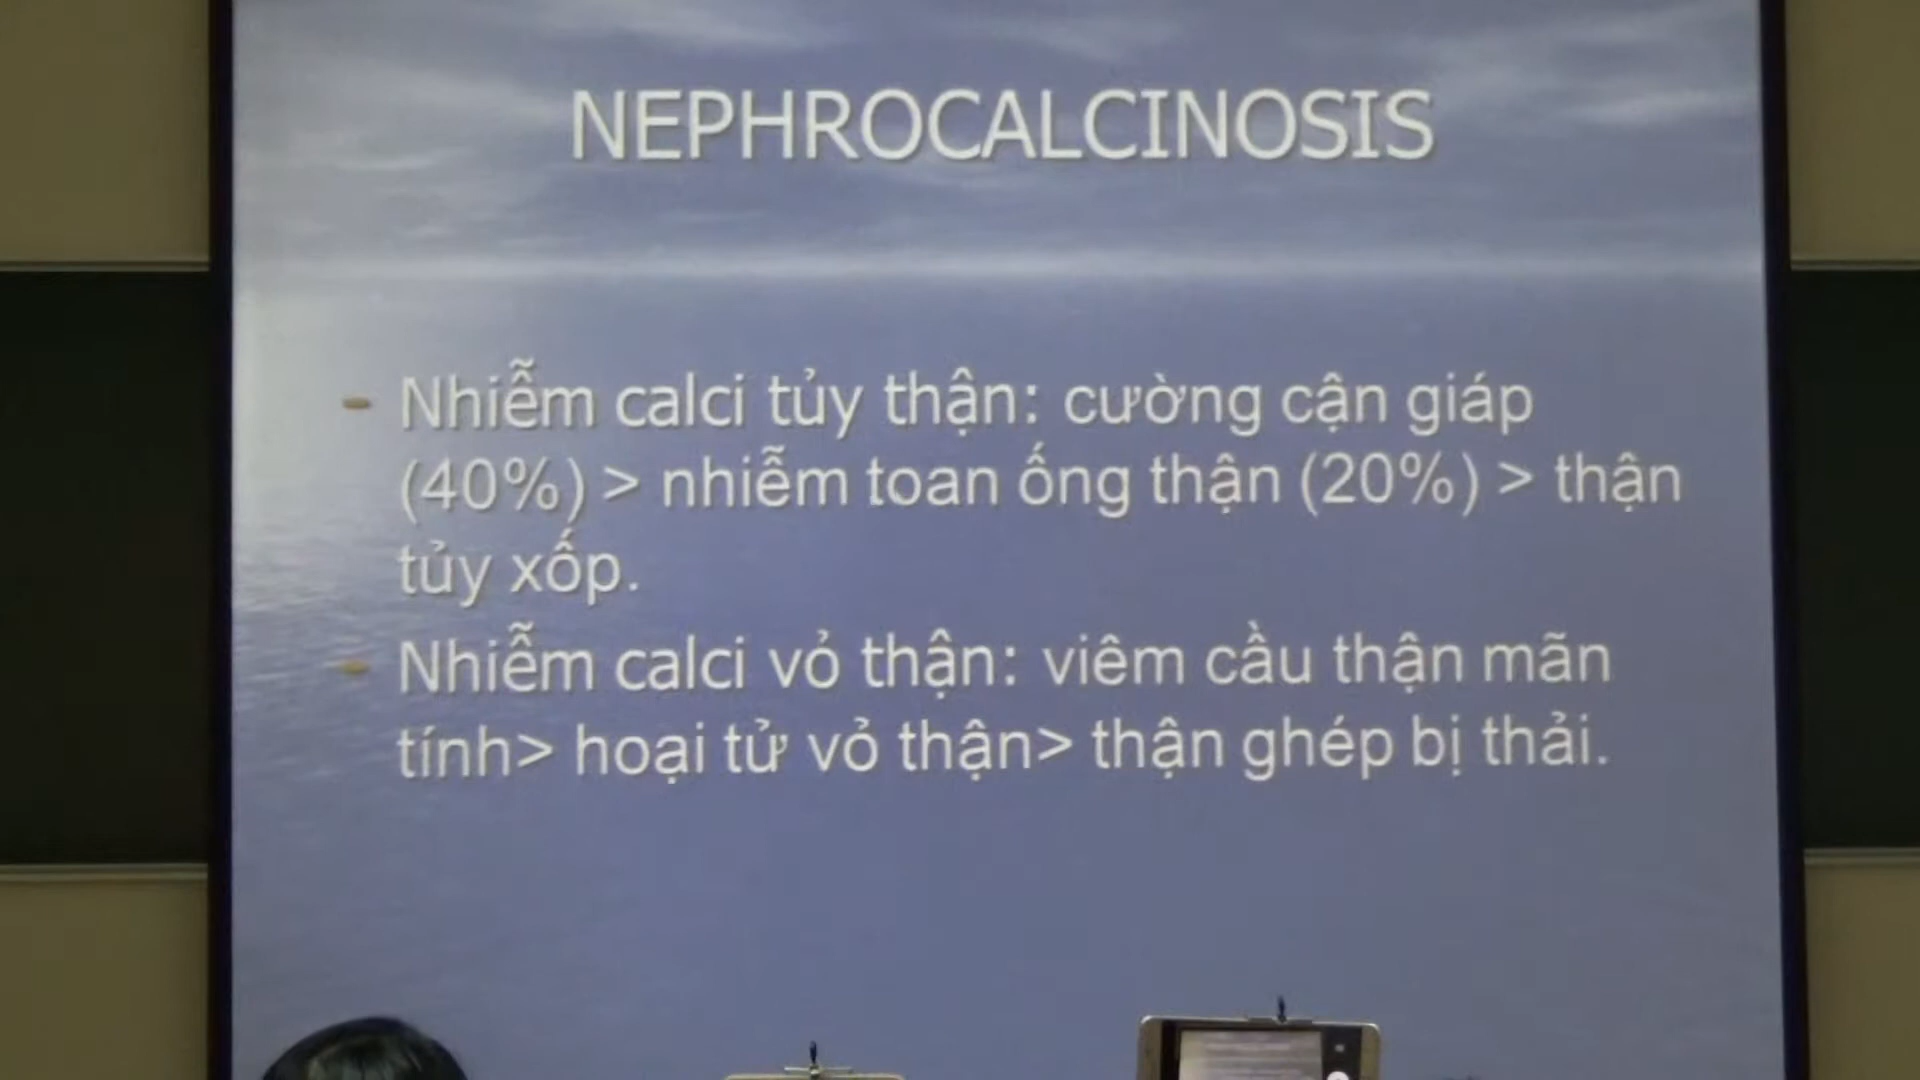 NEPHROCALCINOSIS
- Nhiễm calci tủy thận: cường cận giáp
(40%) > nhiễm toan ống thận (20%) > thận
tủy xốp.
- Nhiễm calci vỏ thận: viêm cầu thận mãn
tính> hoại tử vỏ thận> thận ghép bị thải.